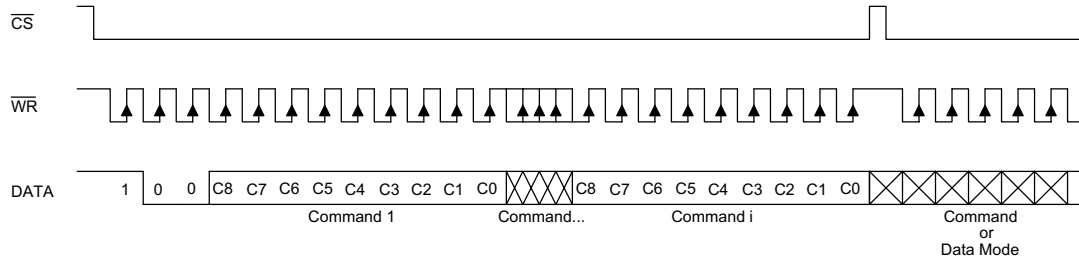 CS
WR
DATA 1 0 0 C8 C7 C6 C5 C4 C3 C2 C1 C0 C8 C7 C6 C5 C4 C3 C2 C1 C0
Command 1 Command... Command i Command
or
Data Mode